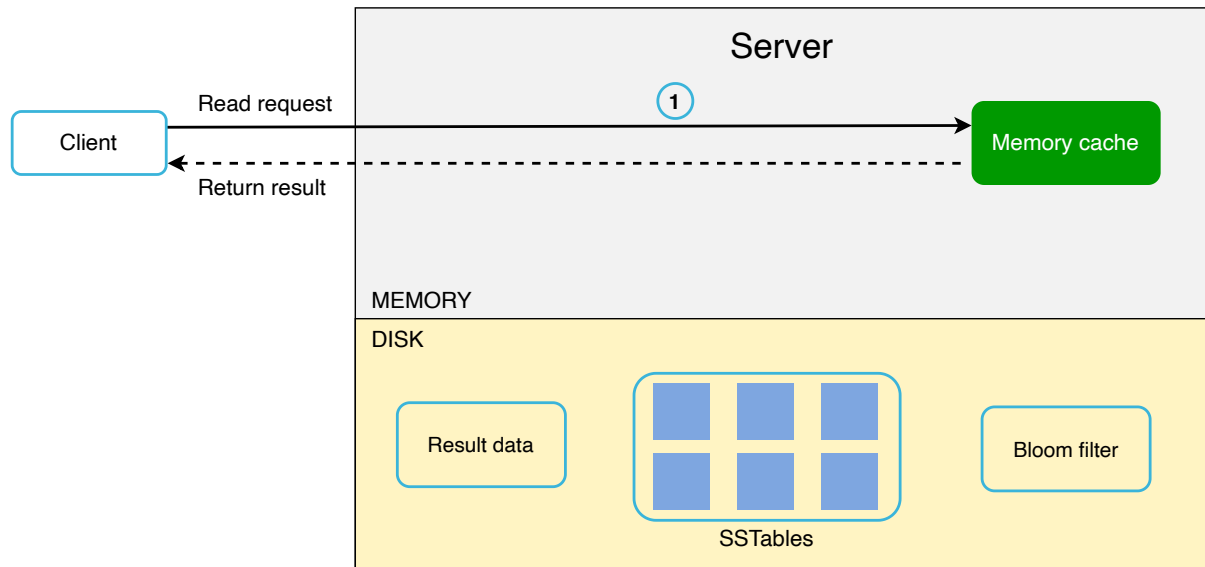 Server
Read request
1
Client
Memory cache
Return result
MEMORY
DISK
Result data
Bloom filter
SSTables